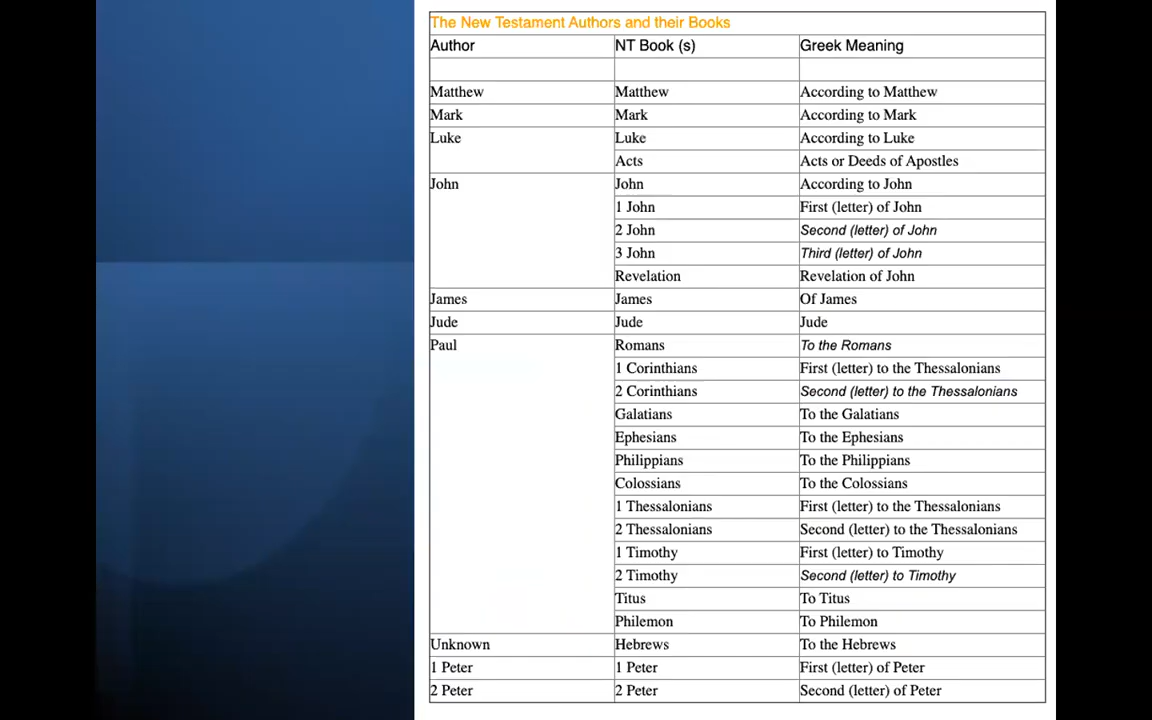 The New Testament Authors and their Books
Author NT Book (s) Greek Meaning
Matthew Matthew According to Matthew
Mark Mark According to Mark
Luke Luke According to Luke
Acts Acts or Deeds of Apostles
John John According to John
1 John First (letter) of John
2 John Second (letter) of John
3 John Third (letter) of John
Revelation Revelation of John
James James Of James
Jude Jude Jude
Paul Romans To the Romans
1 Corinthians First (letter) to the Thessalonians
2 Corinthians Second (letter) to the Thessalonians
Galatians To the Galatians
Ephesians To the Ephesians
Philippians To the Philippians
Colossians To the Colossians
1 Thessalonians First (letter) to the Thessalonians
2 Thessalonians Second (letter) to the Thessalonians
1 Timothy First (letter) to Timothy
2 Timothy Second (letter) to Timothy
Titus To Titus
Philemon To Philemon
Unknown Hebrews To the Hebrews
1 Peter 1 Peter First (letter) of Peter
2 Peter 2 Peter Second (letter) of Peter